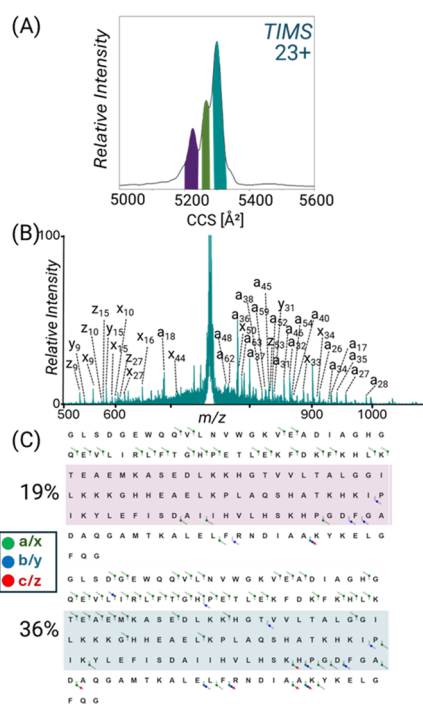 (A)
TIMS
23+
Relative Intensity
5000 5200 5400 5600
CCS [Å²]
(B)
100
Relative Intensity
0
a45
a38 a59 y31
z15 x10 a36 x50 a52 a54 a40
z10 y15 a48 a63 z53 a46 x34
y9 x15 x16 a18 a32 a26 a17
z9 x9 z27 x44 a62 a37 a31 x33 a34 a35
x27 a27 a28
500 600 900 1000
m/z
(C)
G L S D G E W Q Q V L N V W G K V E A D I A G H G
Q E V L I R L F T G H P E T L E K F D K F K H L K
T E A E M K A S E D L K K H G T V V L T A L G G I
19%
L K K K G H H E A E L K P L A Q S H A T K H K I P
I K Y L E F I S D A I I H V L H S K H P G D F G A
a/x
D A Q G A M T K A L E L F R N D I A A K Y K E L G
b/y
F Q G
c/z
G L S D G E W Q Q V L N V W G K V E A D I A G H G
Q E V L I R L F T G H P E T L E K F D K F K H L K
36%
T E A E M K A S E D L K K H G T V V L T A L G G I
L K K K G H H E A E L K P L A Q S H A T K H K I P
I K Y L E F I S D A I I H V L H S K H P G D F G A
D A Q G A M T K A L E L F R N D I A A K Y K E L G
F Q G